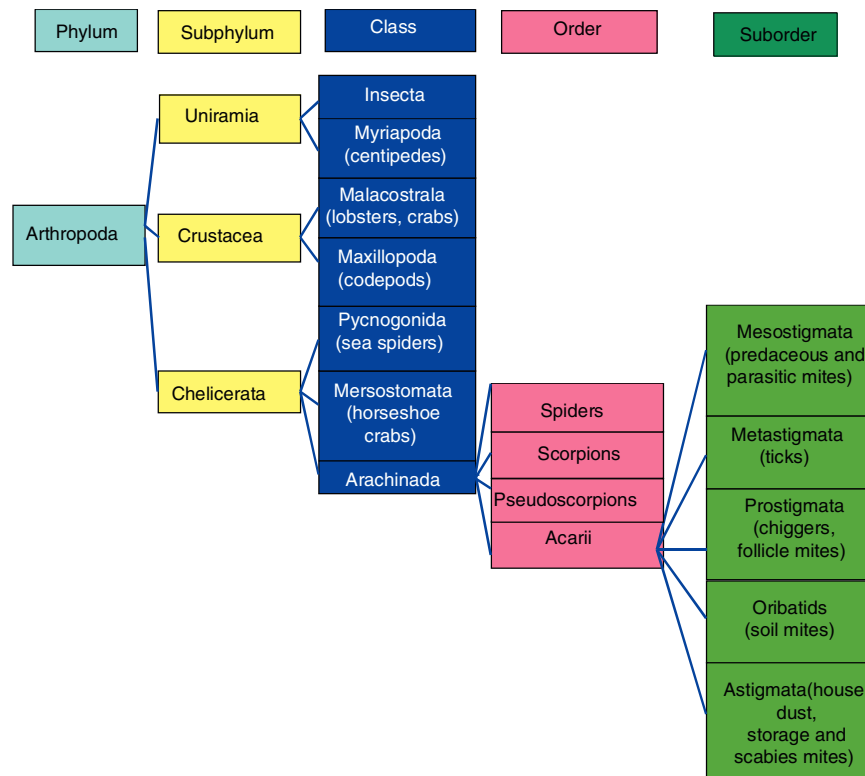 Phylum
Subphylum
Class
Order
Suborder
Arthropoda
Uniramia
Crustacea
Chelicerata
Insecta
Myriapoda
(centipedes)
Malacostrala
(lobsters, crabs)
Maxillopoda
(codepods)
Pycnogonida
(sea spiders)
Mersostomata
(horseshoe
crabs)
Arachinada
Spiders
Scorpions
Pseudoscorpions
Acarii
Mesostigmata
(predaceous and
parasitic mites)
Metastigmata
(ticks)
Prostigmata
(chiggers,
follicle mites)
Oribatids
(soil mites)
Astigmata(house
dust,
storage and
scabies mites)